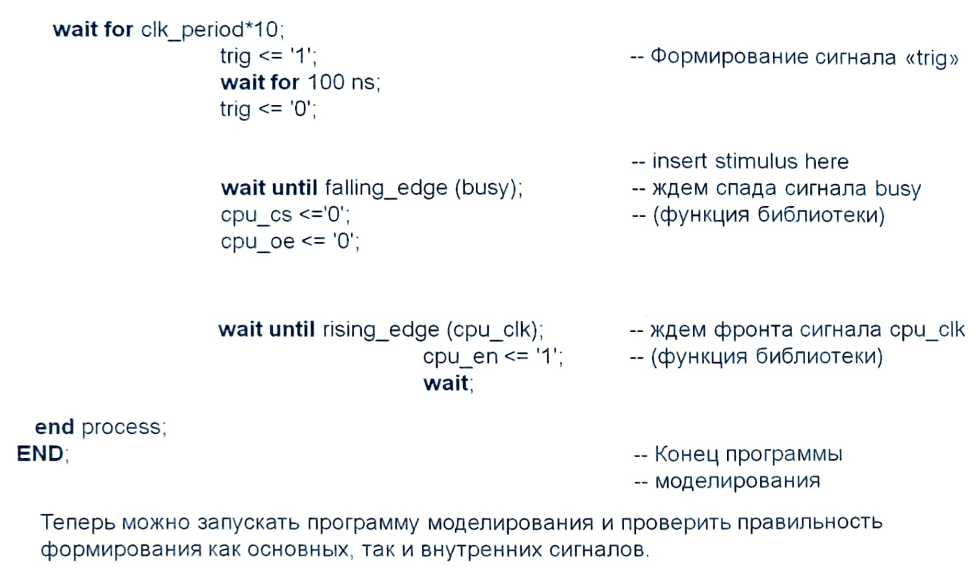 wait for clk_period*10;
trig <= '1'; -- Формирование сигнала «trig»
wait for 100 ns;
trig <= '0';
-- insert stimulus here
wait until falling_edge (busy); -- ждем спада сигнала busy
cpu_cs <='0'; -- (функция библиотеки)
cpu_oe <= '0';
wait until rising_edge (cpu_clk); -- ждем фронта сигнала cpu_clk
cpu_en <= '1'; -- (функция библиотеки)
wait;
end process;
END; -- Конец программы
-- моделирования
Теперь можно запускать программу моделирования и проверить правильность
формирования как основных, так и внутренних сигналов.